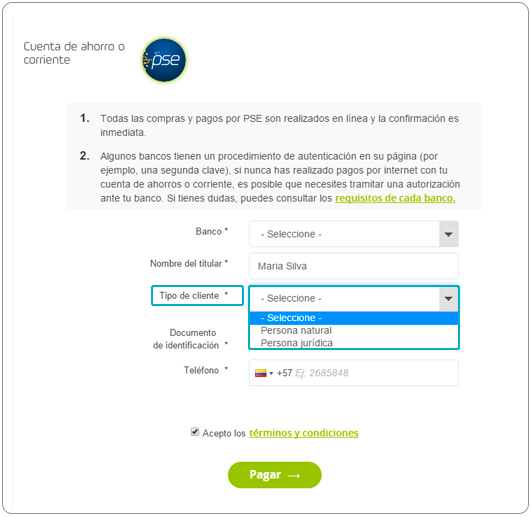 Cuenta de ahorro o
corriente
pse
1. Todas las compras y pagos por PSE son realizados en línea y la confirmación es
inmediata.
2. Algunos bancos tienen un procedimiento de autenticación en su página (por
ejemplo, una segunda clave), si nunca has realizado pagos por internet con tu
cuenta de ahorros o corriente, es posible que necesites tramitar una autorización
ante tu banco. Si tienes dudas, puedes consultar los requisitos de cada banco.
Banco * - Seleccione -
Nombre del titular * Maria Silva
Tipo de cliente * - Seleccione -
- Seleccione -
Persona natural
Persona jurídica
Documento
de identificación *
Teléfono * +57 Ej: 2685848
Acepto los términos y condiciones
Pagar →